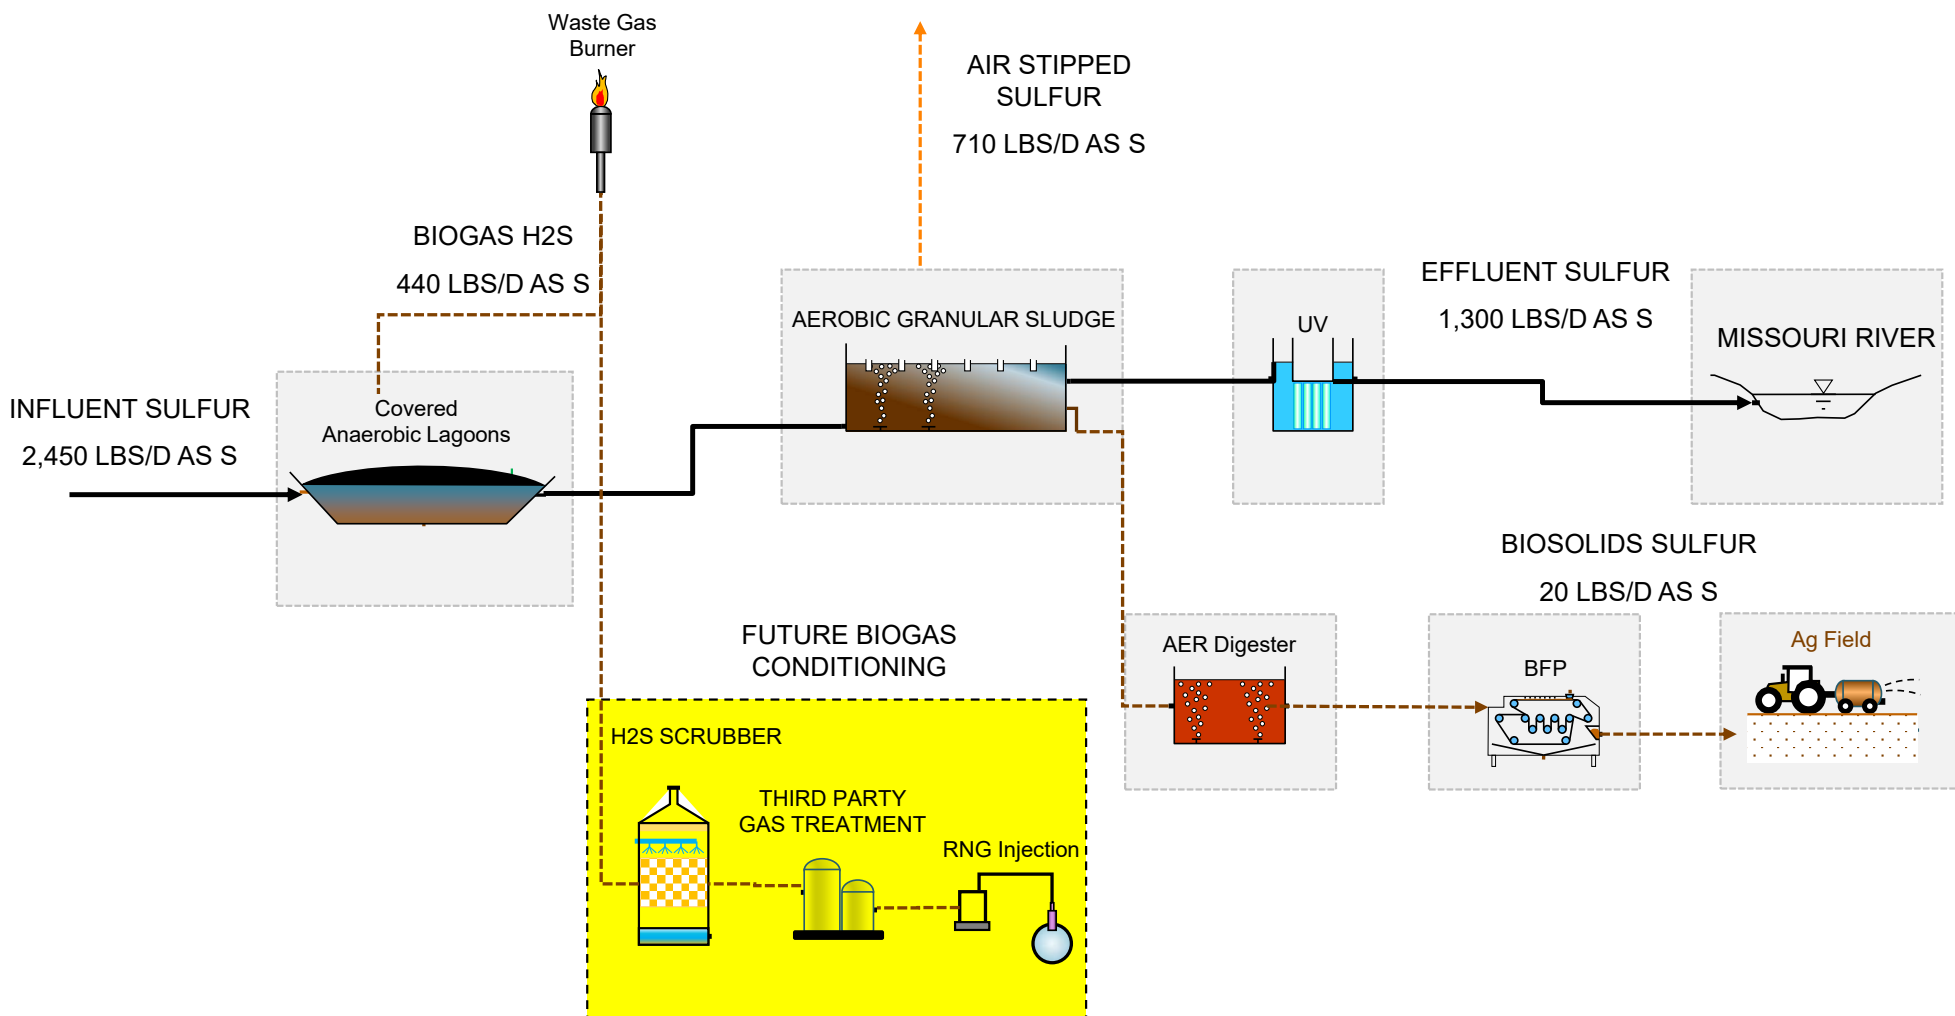 Waste Gas
Burner
AIR STIPPED
SULFUR
710 LBS/D AS S
BIOGAS H2S
440 LBS/D AS S
EFFLUENT SULFUR
1,300 LBS/D AS S
AEROBIC GRANULAR SLUDGE
UV
MISSOURI RIVER
INFLUENT SULFUR
2,450 LBS/D AS S
Covered
Anaerobic Lagoons
BIOSOLIDS SULFUR
20 LBS/D AS S
FUTURE BIOGAS
CONDITIONING
AER Digester
BFP
Ag Field
H2S SCRUBBER
THIRD PARTY
GAS TREATMENT
RNG Injection